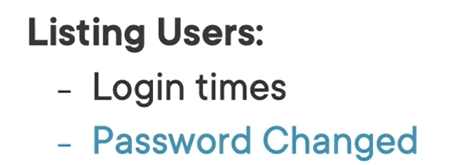 Listing Users:
- Login times
- Password Changed